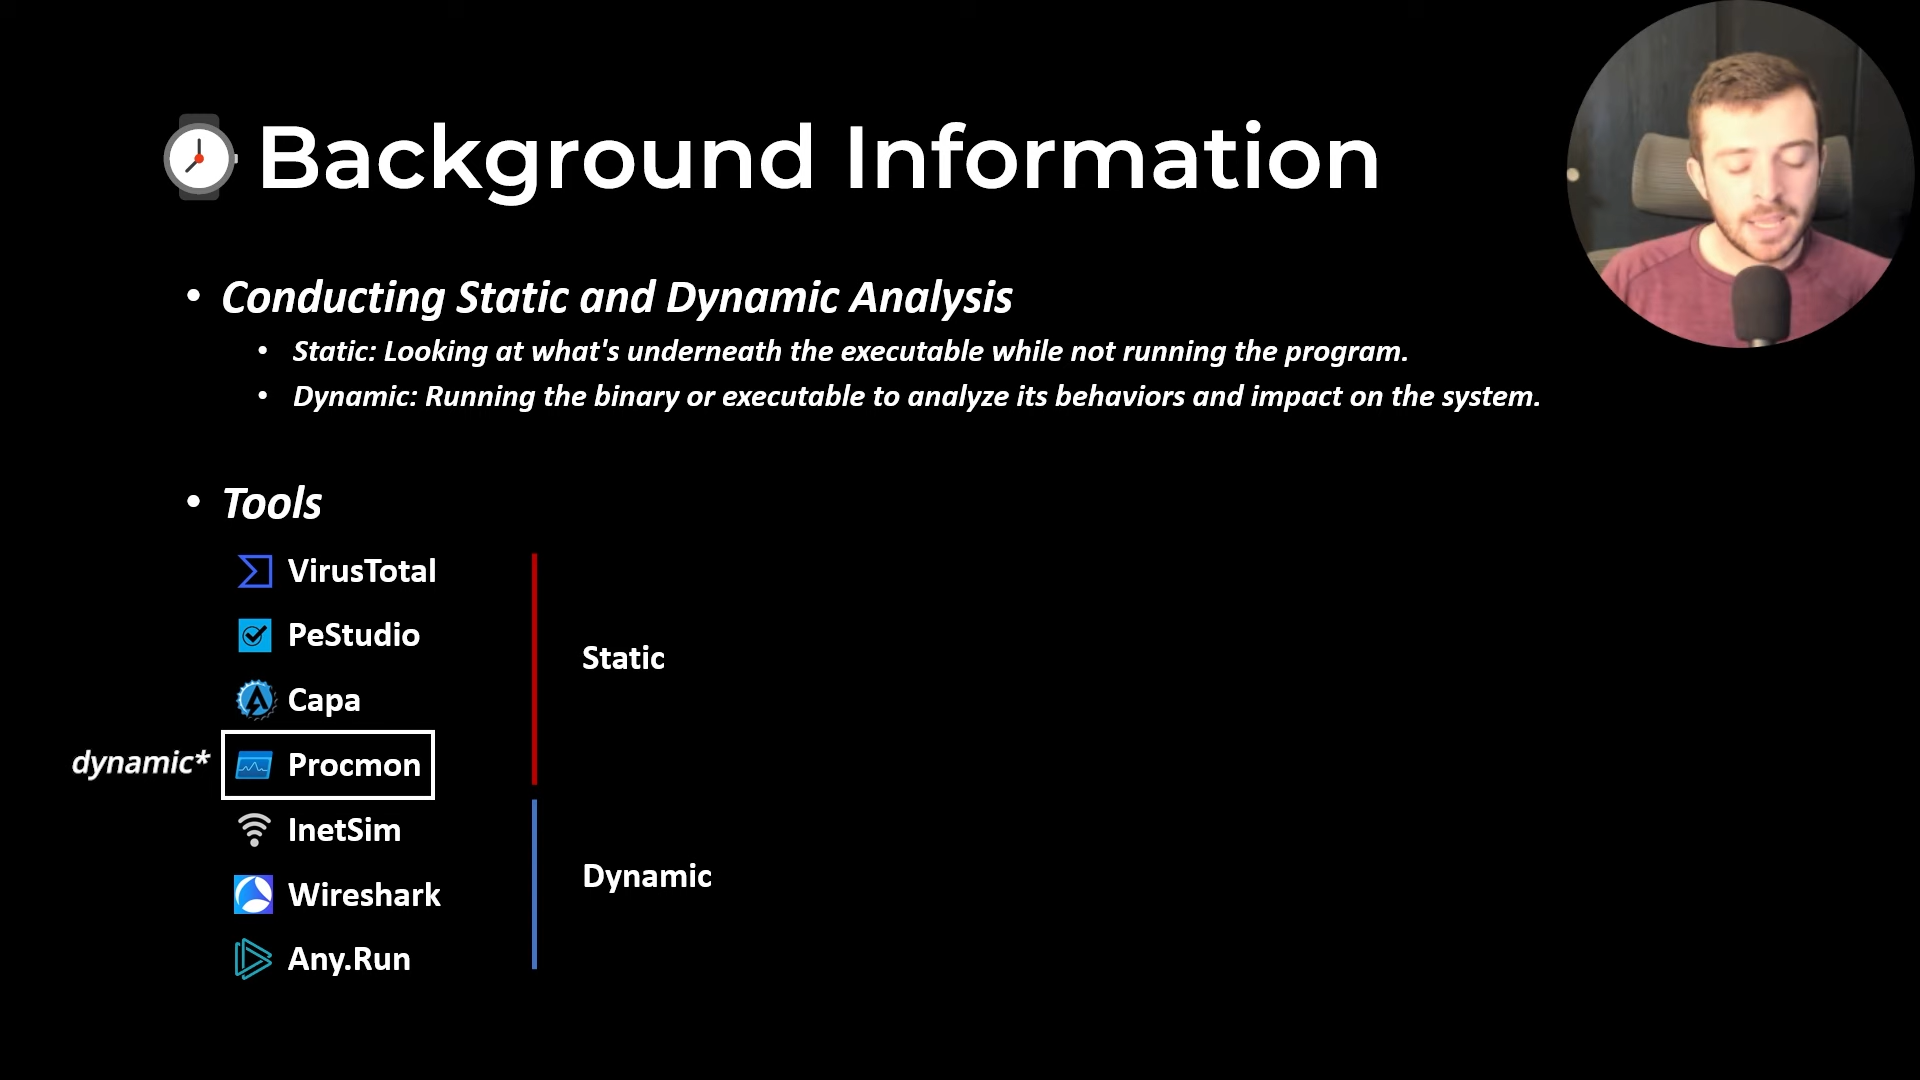 Background Information
• Conducting Static and Dynamic Analysis
• Static: Looking at what's underneath the executable while not running the program.
• Dynamic: Running the binary or executable to analyze its behaviors and impact on the system.
• Tools
VirusTotal
PeStudio
Static
Capa
dynamic* Procmon
InetSim
Dynamic
Wireshark
Any.Run